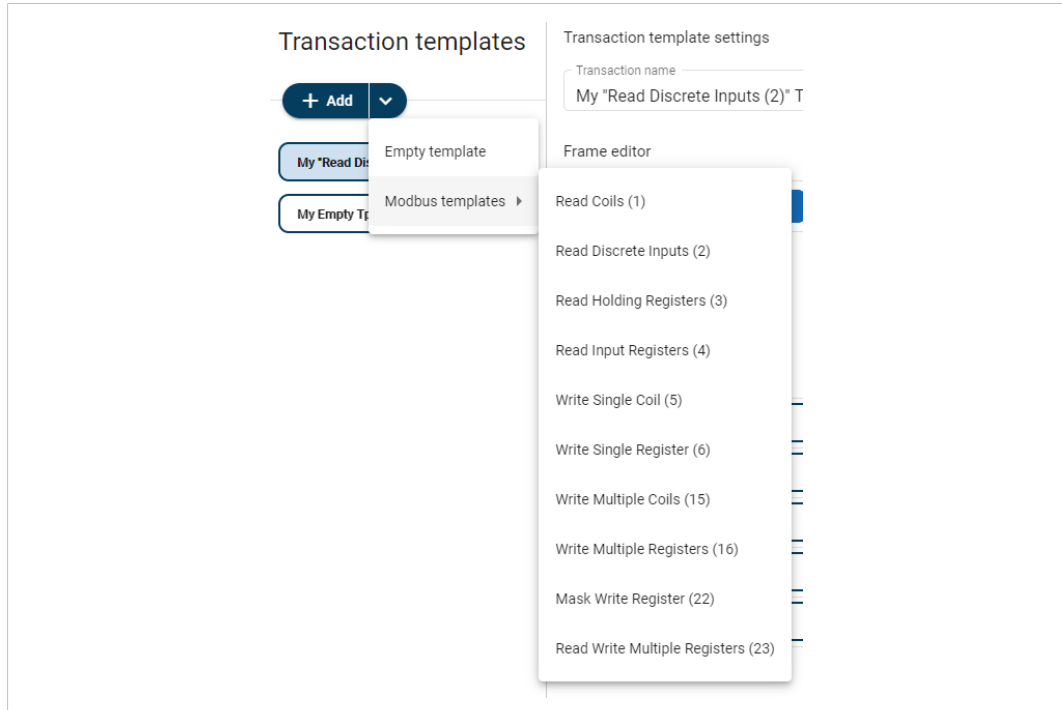 Transaction templates
Transaction template settings
Transaction name
My "Read Discrete Inputs (2)" T
Add
Empty template
Frame editor
My "Read Dis
Modbus templates
My Empty Tp
Read Coils (1)
Read Discrete Inputs (2)
Read Holding Registers (3)
Read Input Registers (4)
Write Single Coil (5)
Write Single Register (6)
Write Multiple Coils (15)
Write Multiple Registers (16)
Mask Write Register (22)
Read Write Multiple Registers (23)